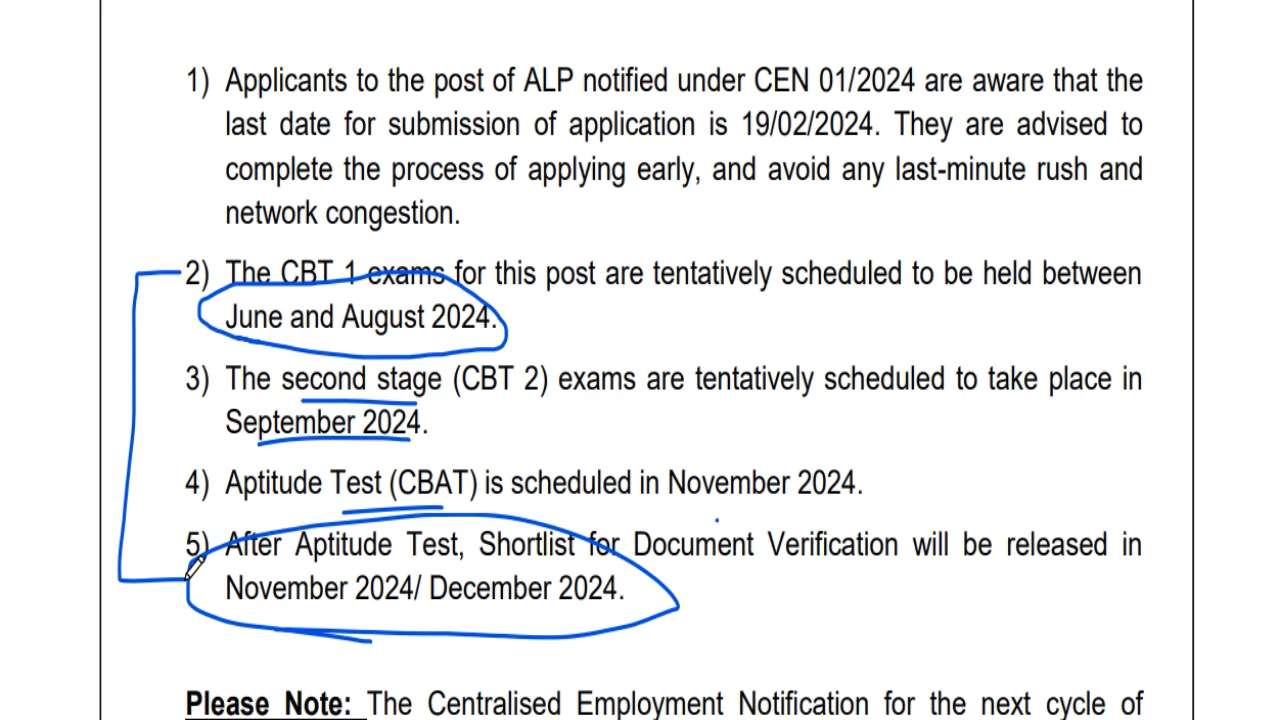 1) Applicants to the post of ALP notified under CEN 01/2024 are aware that the
last date for submission of application is 19/02/2024. They are advised to
complete the process of applying early, and avoid any last-minute rush and
network congestion.
2) The CBT 1 exams for this post are tentatively scheduled to be held between
June and August 2024.
3) The second stage (CBT 2) exams are tentatively scheduled to take place in
September 2024.
4) Aptitude Test (CBAT) is scheduled in November 2024.
5) After Aptitude Test, Shortlist for Document Verification will be released in
November 2024/ December 2024.
Please Note: The Centralised Employment Notification for the next cycle of